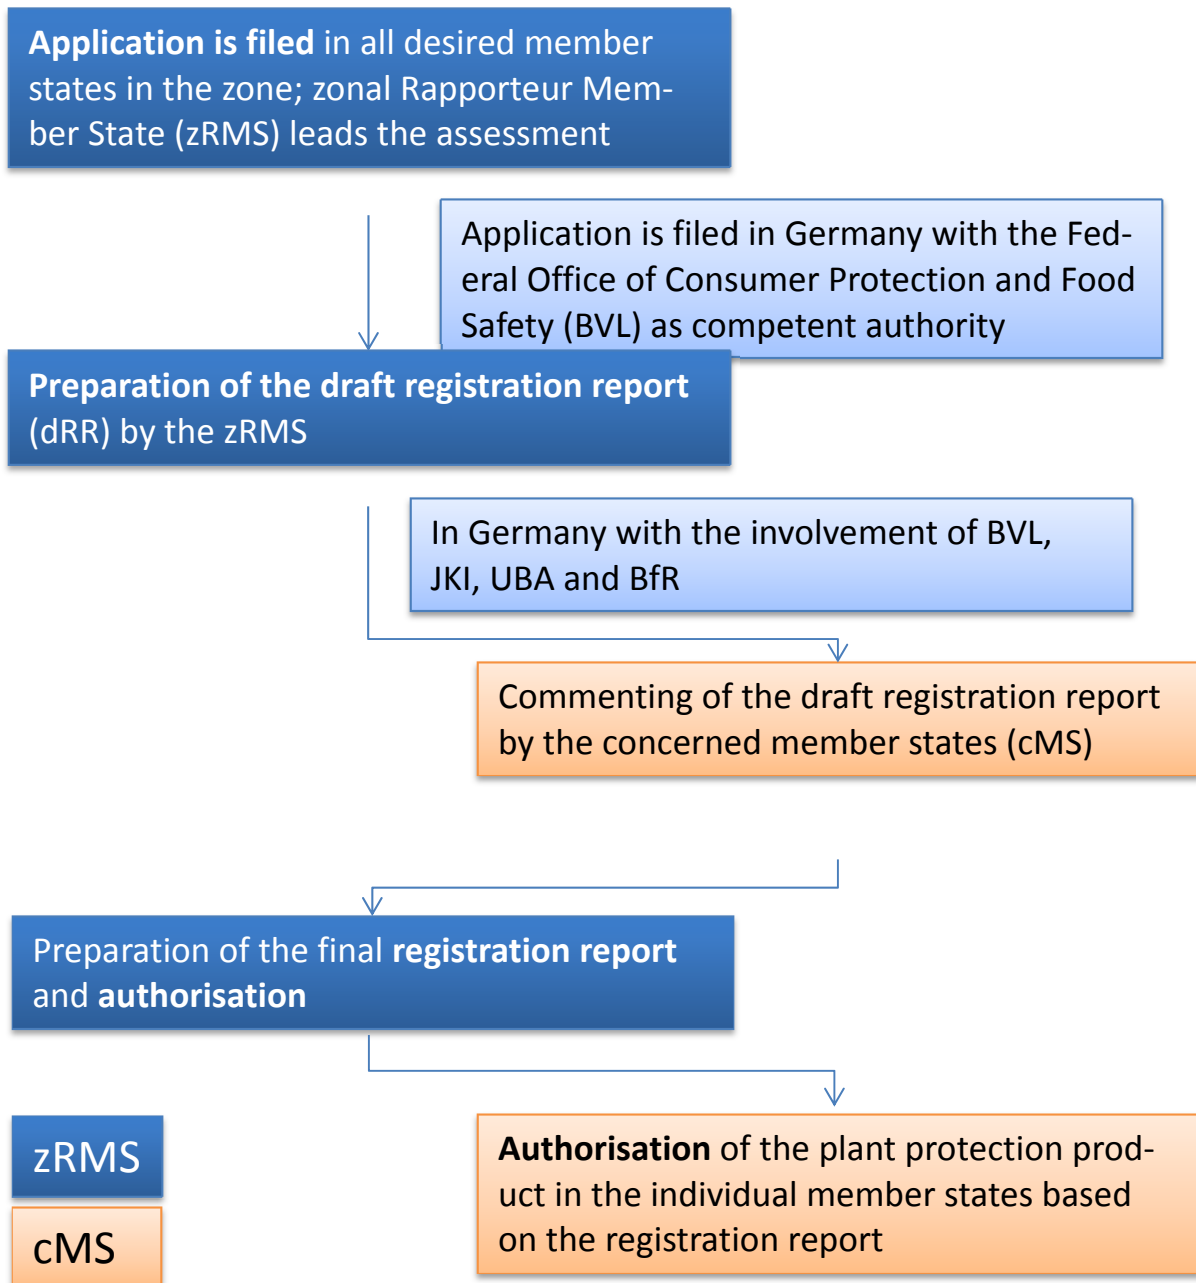 Application is filed in all desired member
states in the zone; zonal Rapporteur Mem-
ber State (zRMS) leads the assessment
Application is filed in Germany with the Fed-
eral Office of Consumer Protection and Food
Safety (BVL) as competent authority
Preparation of the draft registration report
(dRR) by the zRMS
In Germany with the involvement of BVL,
JKI, UBA and BfR
Commenting of the draft registration report
by the concerned member states (cMS)
Preparation of the final registration report
and authorisation
zRMS
cMS
Authorisation of the plant protection prod-
uct in the individual member states based
on the registration report